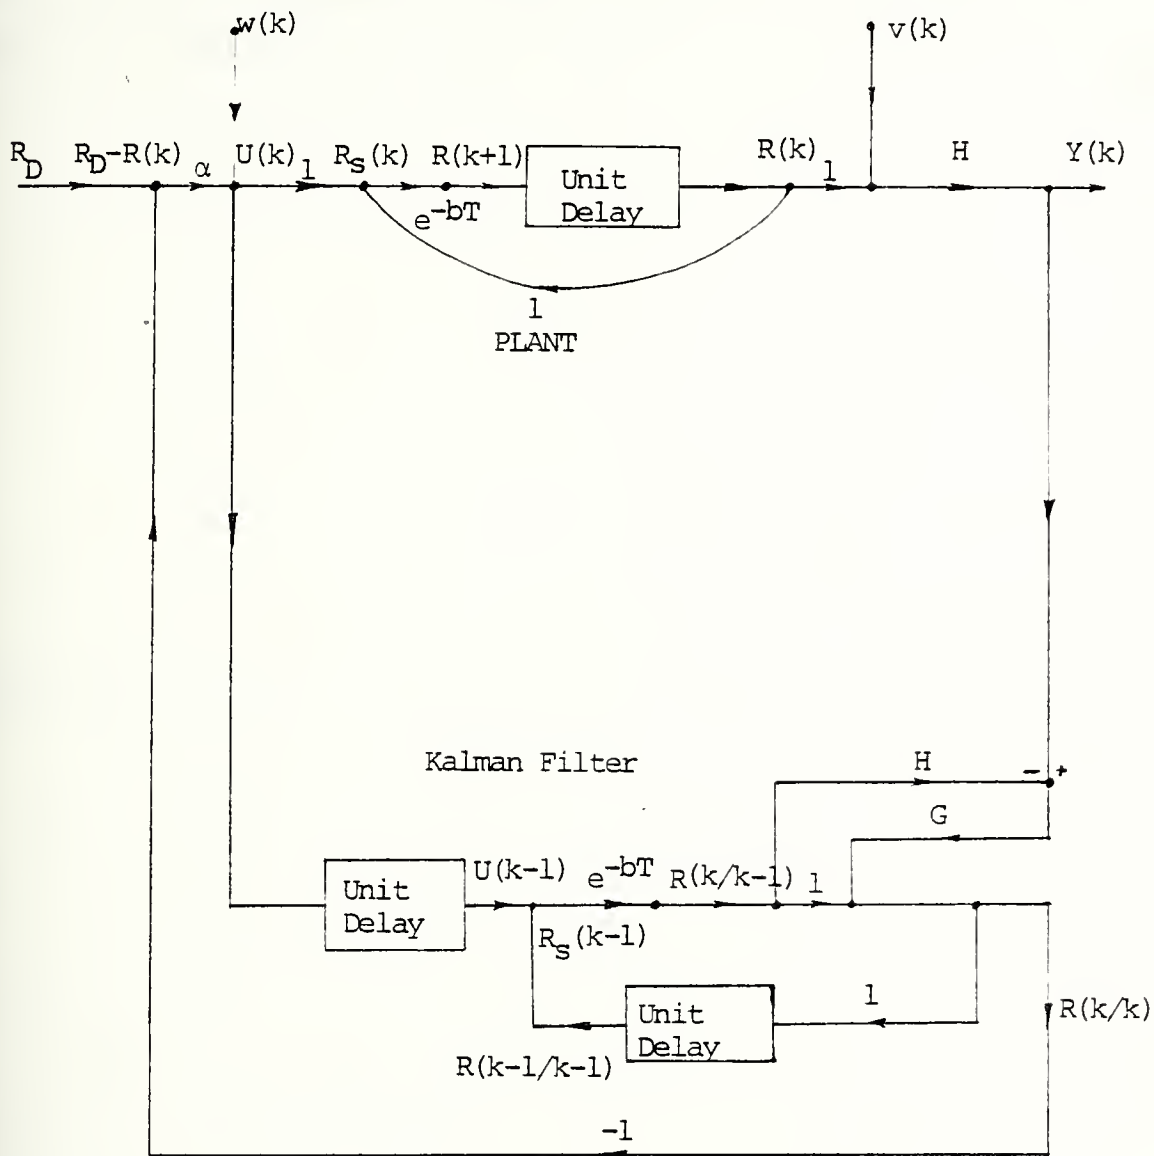 w(k)
v(k)
R_D
R_D-R(k)
α
U(k)
1
R_S(k)
R(k+1)
e^-bT
Unit
Delay
R(k)
1
H
Y(k)
1
PLANT
Kalman Filter
H
- +
G
Unit
Delay
U(k-1)
e^-bT
R(k/k-1)
1
R_S(k-1)
Unit
Delay
1
R(k/k)
R(k-1/k-1)
-1